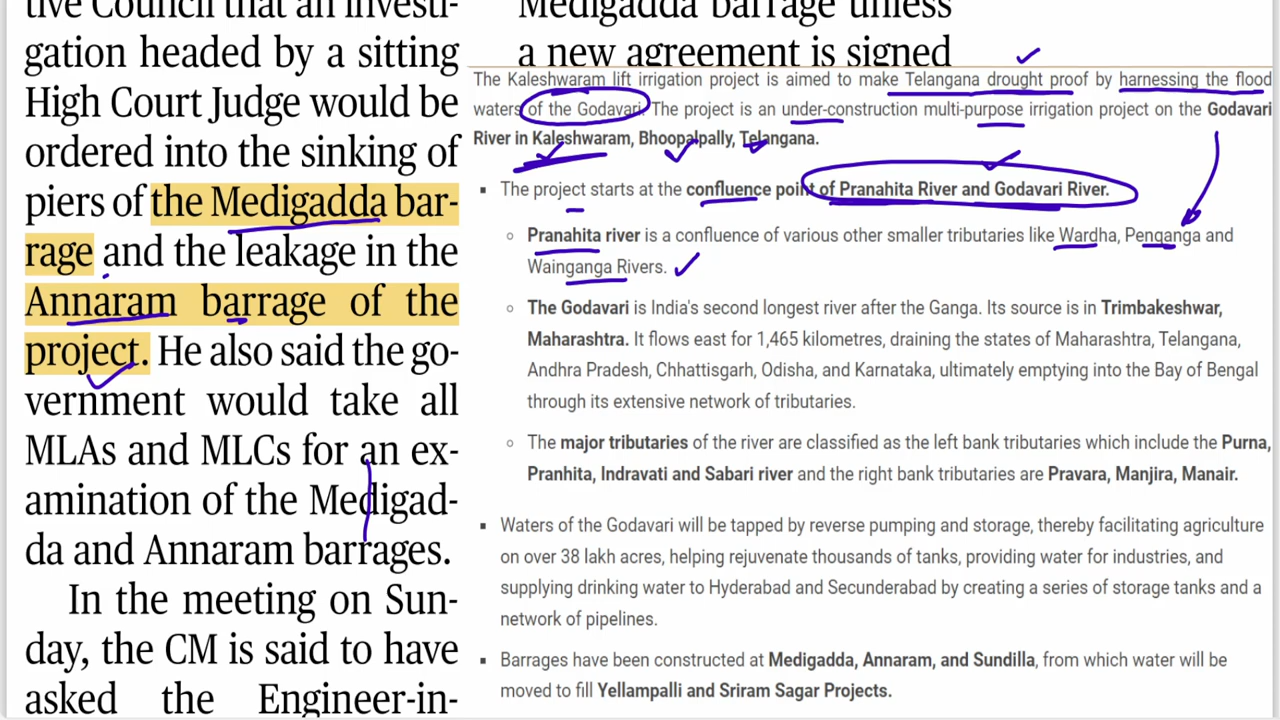 tive Council that an investi-
gation headed by a sitting
High Court Judge would be
ordered into the sinking of
piers of the Medigadda bar-
rage and the leakage in the
Annaram barrage of the
project. He also said the go-
vernment would take all
MLAs and MLCs for an ex-
amination of the Medigad-
da and Annaram barrages.
In the meeting on Sun-
day, the CM is said to have
asked the Engineer-in-
Medigadda barrage unless
a new agreement is signed
The Kaleshwaram lift irrigation project is aimed to make Telangana drought proof by harnessing the flood
waters of the Godavari. The project is an under-construction multi-purpose irrigation project on the Godavari
River in Kaleshwaram, Bhoopalpally, Telangana.
▪ The project starts at the confluence point of Pranahita River and Godavari River.
○ Pranahita river is a confluence of various other smaller tributaries like Wardha, Penganga and
Wainganga Rivers.
○ The Godavari is India's second longest river after the Ganga. Its source is in Trimbakeshwar,
Maharashtra. It flows east for 1,465 kilometres, draining the states of Maharashtra, Telangana,
Andhra Pradesh, Chhattisgarh, Odisha, and Karnataka, ultimately emptying into the Bay of Bengal
through its extensive network of tributaries.
○ The major tributaries of the river are classified as the left bank tributaries which include the Purna,
Pranhita, Indravati and Sabari river and the right bank tributaries are Pravara, Manjira, Manair.
▪ Waters of the Godavari will be tapped by reverse pumping and storage, thereby facilitating agriculture
on over 38 lakh acres, helping rejuvenate thousands of tanks, providing water for industries, and
supplying drinking water to Hyderabad and Secunderabad by creating a series of storage tanks and a
network of pipelines.
▪ Barrages have been constructed at Medigadda, Annaram, and Sundilla, from which water will be
moved to fill Yellampalli and Sriram Sagar Projects.